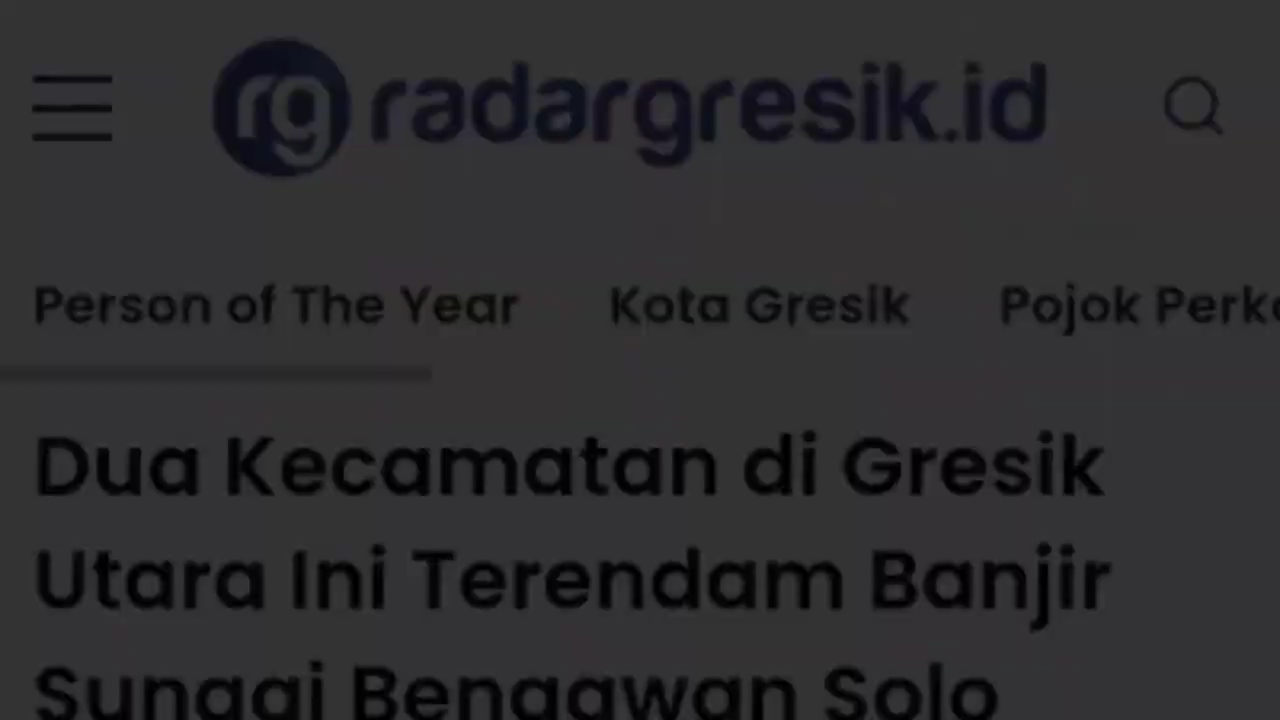 rg radargresik.id
Person of The Year Kota Gresik Pojok
Dua Kecamatan di Gresik
Utara Ini Terendam Banjir
Sungai Bengawan Solo